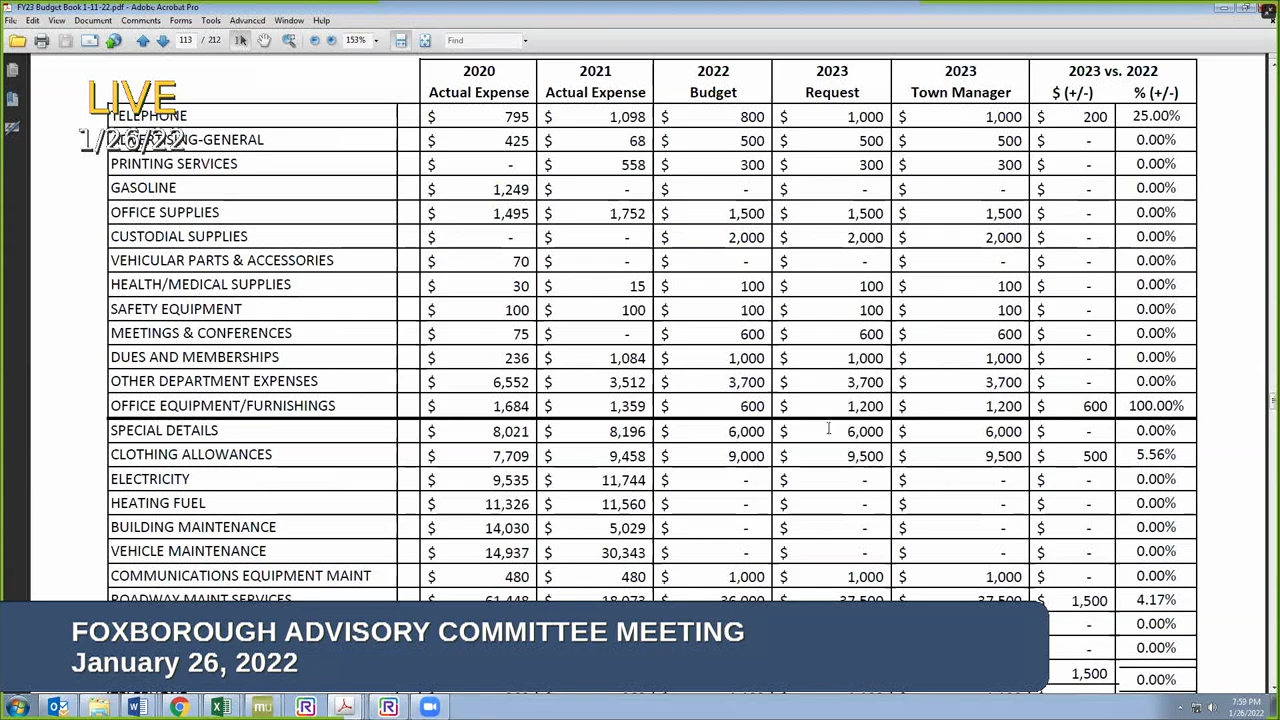 FY23 Budget Book 1-11-22.pdf - Adobe Acrobat Pro
File Edit View Document Comments Forms Tools Advanced Window Help
113 / 212 153% Find
2020 2021 2022 2023 2023 2023 vs. 2022
Actual Expense Actual Expense Budget Request Town Manager $ (+/-) % (+/-)
LIVE
1/26/22
TELEPHONE $ 795 $ 1,098 $ 800 $ 1,000 $ 1,000 $ 200 25.00%
ADVERTISING-GENERAL $ 425 $ 68 $ 500 $ 500 $ 500 $ - 0.00%
PRINTING SERVICES $ - $ 558 $ 300 $ 300 $ 300 $ - 0.00%
GASOLINE $ 1,249 $ - $ - $ - $ - $ - 0.00%
OFFICE SUPPLIES $ 1,495 $ 1,752 $ 1,500 $ 1,500 $ 1,500 $ - 0.00%
CUSTODIAL SUPPLIES $ - $ - $ 2,000 $ 2,000 $ 2,000 $ - 0.00%
VEHICULAR PARTS & ACCESSORIES $ 70 $ - $ - $ - $ - $ - 0.00%
HEALTH/MEDICAL SUPPLIES $ 30 $ 15 $ 100 $ 100 $ 100 $ - 0.00%
SAFETY EQUIPMENT $ 100 $ 100 $ 100 $ 100 $ 100 $ - 0.00%
MEETINGS & CONFERENCES $ 75 $ - $ 600 $ 600 $ 600 $ - 0.00%
DUES AND MEMBERSHIPS $ 236 $ 1,084 $ 1,000 $ 1,000 $ 1,000 $ - 0.00%
OTHER DEPARTMENT EXPENSES $ 6,552 $ 3,512 $ 3,700 $ 3,700 $ 3,700 $ - 0.00%
OFFICE EQUIPMENT/FURNISHINGS $ 1,684 $ 1,359 $ 600 $ 1,200 $ 1,200 $ 600 100.00%
SPECIAL DETAILS $ 8,021 $ 8,196 $ 6,000 $ 6,000 $ 6,000 $ - 0.00%
CLOTHING ALLOWANCES $ 7,709 $ 9,458 $ 9,000 $ 9,500 $ 9,500 $ 500 5.56%
ELECTRICITY $ 9,535 $ 11,744 $ - $ - $ - $ - 0.00%
HEATING FUEL $ 11,326 $ 11,560 $ - $ - $ - $ - 0.00%
BUILDING MAINTENANCE $ 14,030 $ 5,029 $ - $ - $ - $ - 0.00%
VEHICLE MAINTENANCE $ 14,937 $ 30,343 $ - $ - $ - $ - 0.00%
COMMUNICATIONS EQUIPMENT MAINT $ 480 $ 480 $ 1,000 $ 1,000 $ 1,000 $ - 0.00%
ROADWAY MAINT SERVICES $ 1,500 4.17%
$ - 0.00%
$ - 0.00%
$ 1,500 0.00%
FOXBOROUGH ADVISORY COMMITTEE MEETING
January 26, 2022
7:59 PM
1/26/2022